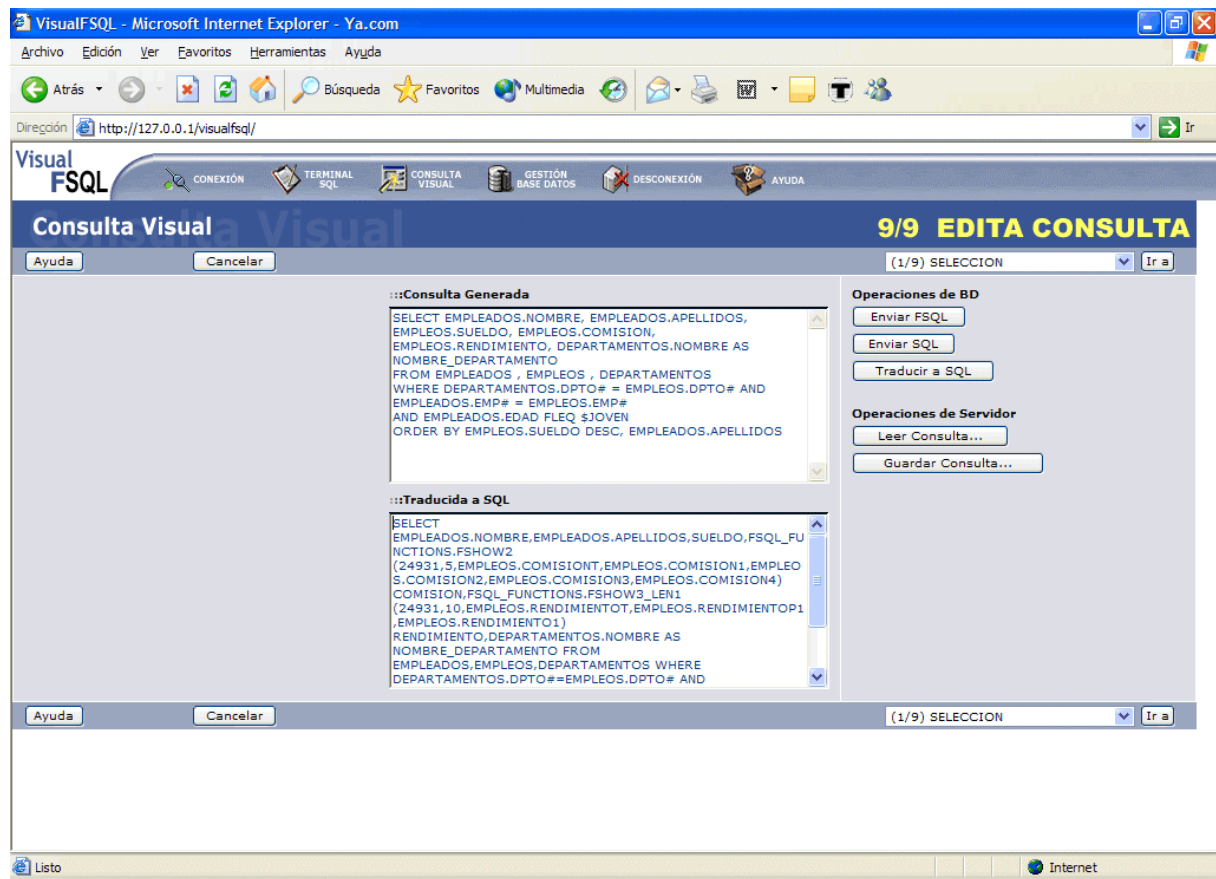 VisualFSQL - Microsoft Internet Explorer - Ya.com
Archivo Edición Ver Favoritos Herramientas Ayuda
Atrás Búsqueda Favoritos Multimedia
Dirección http://127.0.0.1/visualfsql/ Ir
Visual
FSQL
CONEXIÓN
TERMINAL
SQL
CONSULTA
VISUAL
GESTIÓN
BASE DATOS
DESCONEXIÓN
AYUDA
Consulta Visual
Consulta Visual 9/9 EDITA CONSULTA
Ayuda Cancelar (1/9) SELECCION Ir a
:::Consulta Generada
SELECT EMPLEADOS.NOMBRE, EMPLEADOS.APELLIDOS,
EMPLEOS.SUELDO, EMPLEOS.COMISION,
EMPLEOS.RENDIMIENTO, DEPARTAMENTOS.NOMBRE AS
NOMBRE_DEPARTAMENTO
FROM EMPLEADOS , EMPLEOS , DEPARTAMENTOS
WHERE DEPARTAMENTOS.DPTO# = EMPLEOS.DPTO# AND
EMPLEADOS.EMP# = EMPLEOS.EMP#
AND EMPLEADOS.EDAD FLEQ $JOVEN
ORDER BY EMPLEOS.SUELDO DESC, EMPLEADOS.APELLIDOS
:::Traducida a SQL
SELECT
EMPLEADOS.NOMBRE,EMPLEADOS.APELLIDOS,SUELDO,FSQL_FU
NCTIONS.FSHOW2
(24931,5,EMPLEOS.COMISIONT,EMPLEOS.COMISION1,EMPLEO
S.COMISION2,EMPLEOS.COMISION3,EMPLEOS.COMISION4)
COMISION,FSQL_FUNCTIONS.FSHOW3_LEN1
(24931,10,EMPLEOS.RENDIMIENTOT,EMPLEOS.RENDIMIENTOP1
,EMPLEOS.RENDIMIENTO1)
RENDIMIENTO,DEPARTAMENTOS.NOMBRE AS
NOMBRE_DEPARTAMENTO FROM
EMPLEADOS,EMPLEOS,DEPARTAMENTOS WHERE
DEPARTAMENTOS.DPTO#=EMPLEOS.DPTO# AND
Operaciones de BD
Enviar FSQL
Enviar SQL
Traducir a SQL
Operaciones de Servidor
Leer Consulta...
Guardar Consulta...
Ayuda Cancelar (1/9) SELECCION Ir a
Listo Internet